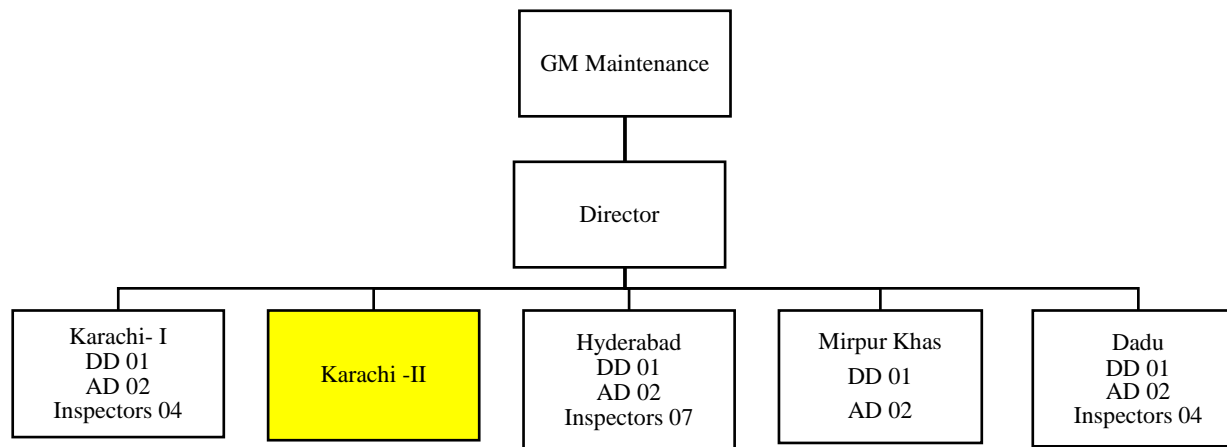 GM Maintenance
Director
Karachi- I
DD 01
AD 02
Inspectors 04
Karachi -II
Hyderabad
DD 01
AD 02
Inspectors 07
Mirpur Khas
DD 01
AD 02
Dadu
DD 01
AD 02
Inspectors 04